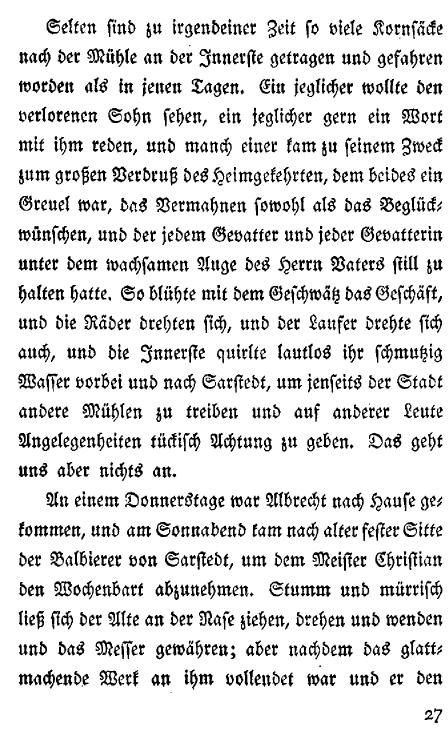 Selten sind zu irgendeiner Zeit so viele Kornsäcke
nach der Mühle an der Innerste getragen und gefahren
worden als in jenen Tagen. Ein jeglicher wollte den
verlorenen Sohn sehen, ein jeglicher gern ein Wort
mit ihm reden, und manch einer kam zu seinem Zweck
zum großen Verdruß des Heimgekehrten, dem beides ein
Greuel war, das Vermahnen sowohl als das Beglück-
wünschen, und der jedem Gevatter und jeder Gevatterin
unter dem wachsamen Auge des Herrn Vaters still zu
halten hatte. So blühte mit dem Geschwätz das Geschäft,
und die Räder drehten sich, und der Laufer drehte sich
auch, und die Innerste quirlte lautlos ihr schmutzig
Wasser vorbei und nach Sarstedt, um jenseits der Stadt
andere Mühlen zu treiben und auf anderer Leute
Angelegenheiten tückisch Achtung zu geben. Das geht
uns aber nichts an.
An einem Donnerstage war Albrecht nach Hause ge-
kommen, und am Sonnabend kam nach alter fester Sitte
der Balbierer von Sarstedt, um dem Meister Christian
den Wochenbart abzunehmen. Stumm und mürrisch
ließ sich der Alte an der Nase ziehen, drehen und wenden
und das Messer gewähren; aber nachdem das glatt-
machende Werk an ihm vollendet war und er den
27